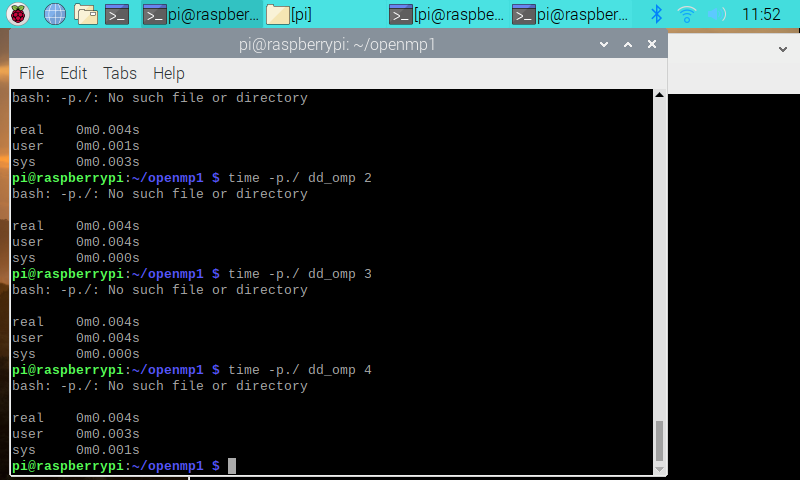 pi@raspber... [pi] [pi@raspbe... pi@raspber... 11:52
pi@raspberrypi: ~/openmp1
File Edit Tabs Help
bash: -p./: No such file or directory
real 0m0.004s
user 0m0.001s
sys 0m0.003s
pi@raspberrypi:~/openmp1 $ time -p./ dd_omp 2
bash: -p./: No such file or directory
real 0m0.004s
user 0m0.004s
sys 0m0.000s
pi@raspberrypi:~/openmp1 $ time -p./ dd_omp 3
bash: -p./: No such file or directory
real 0m0.004s
user 0m0.004s
sys 0m0.000s
pi@raspberrypi:~/openmp1 $ time -p./ dd_omp 4
bash: -p./: No such file or directory
real 0m0.004s
user 0m0.003s
sys 0m0.001s
pi@raspberrypi:~/openmp1 $